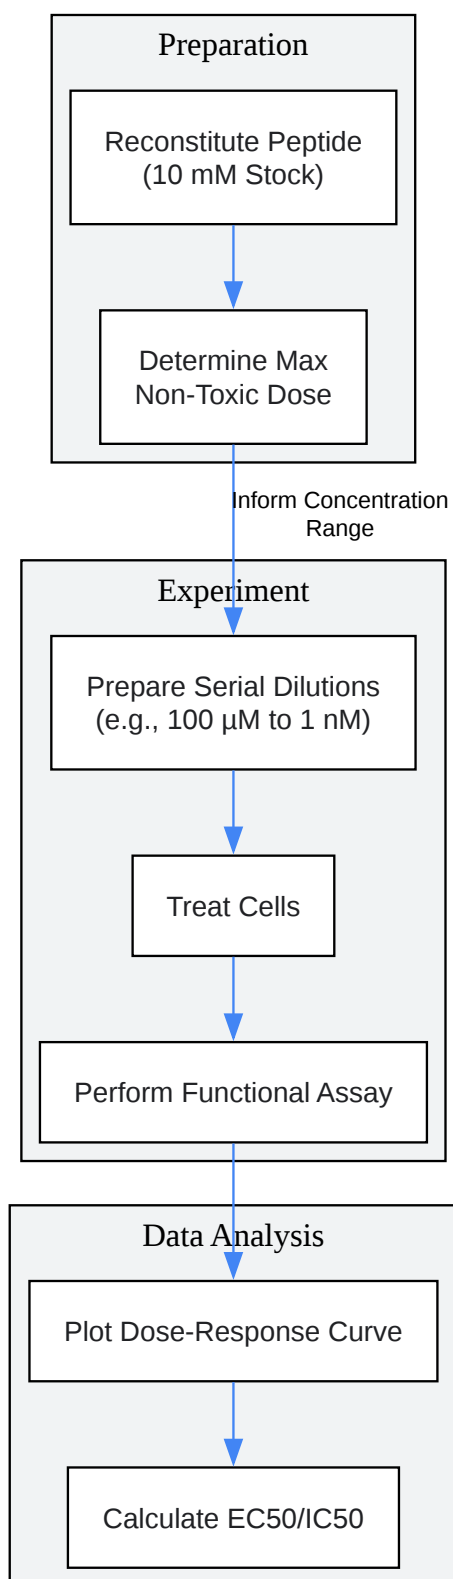 Preparation
Reconstitute Peptide
(10 mM Stock)
Determine Max
Non-Toxic Dose
Inform Concentration
Range
Experiment
Prepare Serial Dilutions
(e.g., 100 µM to 1 nM)
Treat Cells
Perform Functional Assay
Data Analysis
Plot Dose-Response Curve
Calculate EC50/IC50